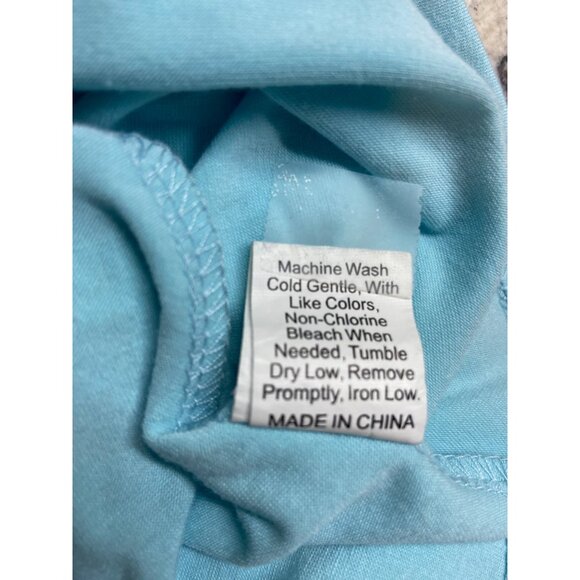 Machine Wash
Cold Gentle, With
Like Colors,
Non-Chlorine
Bleach When
Needed, Tumble
Dry Low, Remove
Promptly, Iron Low.
MADE IN CHINA